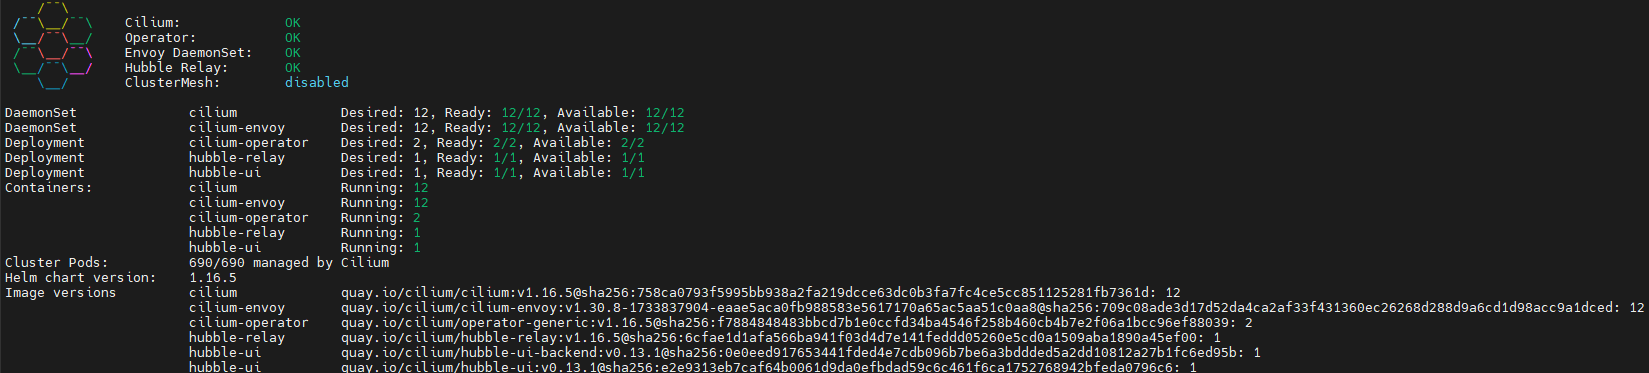 Cilium: OK
Operator: OK
Envoy DaemonSet: OK
Hubble Relay: OK
ClusterMesh: disabled
DaemonSet cilium Desired: 12, Ready: 12/12, Available: 12/12
DaemonSet cilium-envoy Desired: 12, Ready: 12/12, Available: 12/12
Deployment cilium-operator Desired: 2, Ready: 2/2, Available: 2/2
Deployment hubble-relay Desired: 1, Ready: 1/1, Available: 1/1
Deployment hubble-ui Desired: 1, Ready: 1/1, Available: 1/1
Containers: cilium Running: 12
cilium-envoy Running: 12
cilium-operator Running: 2
hubble-relay Running: 1
hubble-ui Running: 1
Cluster Pods: 690/690 managed by Cilium
Helm chart version: 1.16.5
Image versions cilium quay.io/cilium/cilium:v1.16.5@sha256:758ca0793f5995bb938a2fa219dcce63dc0b3fa7fc4ce5cc851125281fb7361d: 12
cilium-envoy quay.io/cilium/cilium-envoy:v1.30.8-1733837904-eaae5aca0fb988583e5617170a65ac5aa51c0aa8@sha256:709c08ade3d17d52da4ca2af33f431360ec26268d288d9a6cd1d98acc9a1dced: 12
cilium-operator quay.io/cilium/operator-generic:v1.16.5@sha256:f7884848483bbcd7b1e0ccfd34ba4546f258b460cb4b7e2f06a1bcc96ef88039: 2
hubble-relay quay.io/cilium/hubble-relay:v1.16.5@sha256:6cfae1d1afa566ba941f03d4d7e141feddd05260e5cd0a1509aba1890a45ef00: 1
hubble-ui quay.io/cilium/hubble-ui-backend:v0.13.1@sha256:0e0eed917653441fded4e7cdb096b7be6a3bddded5a2dd10812a27b1fc6ed95b: 1
hubble-ui quay.io/cilium/hubble-ui:v0.13.1@sha256:e2e9313eb7caf64b0061d9da0efbdad59c6c461f6ca1752768942bfeda0796c6: 1